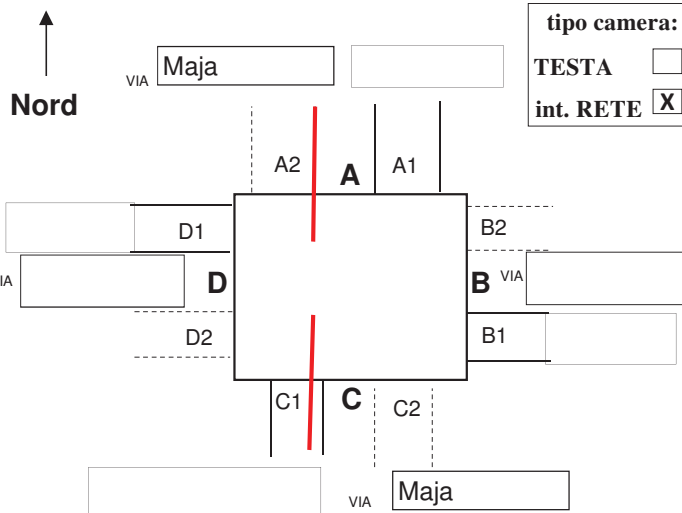 tipo camera:
Nord
VIA Maja
TESTA
int. RETE X
A2 A A1
D1 B2
VIA D B VIA
D2 B1
C1 C C2
VIA Maja